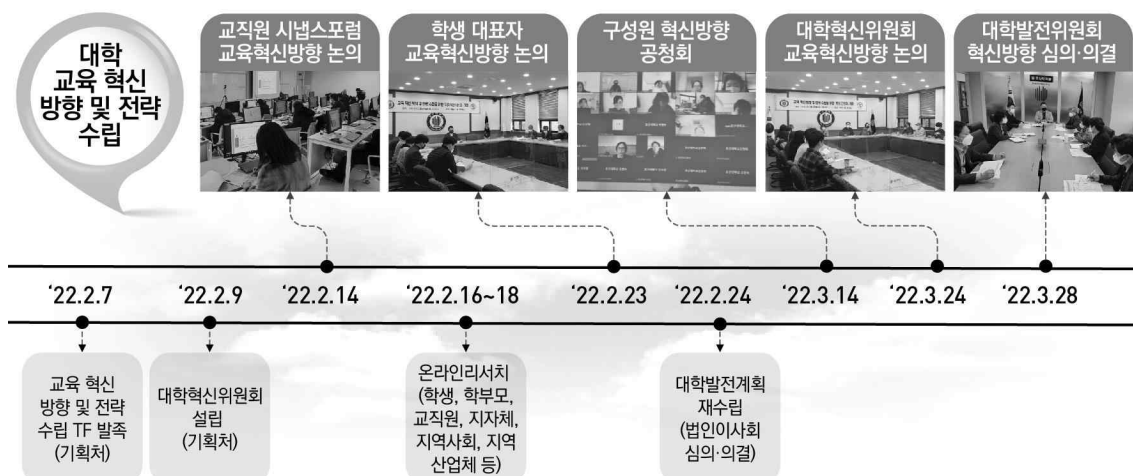 대학
교육 혁신
방향 및 전략
수립
교직원 시냅스포럼
교육혁신방향 논의
학생 대표자
교육혁신방향 논의
구성원 혁신방향
공청회
대학혁신위원회
교육혁신방향 논의
대학발전위원회
혁신방향 심의·의결
‘22.2.7
‘22.2.9
‘22.2.14
‘22.2.16~18
‘22.2.23
‘22.2.24
‘22.3.14
‘22.3.24
‘22.3.28
교육 혁신
방향 및 전략
수립 TF 발족
(기획처)
대학혁신위원회
설립
(기획처)
온라인리서치
(학생, 학부모,
교직원, 지자체,
지역사회, 지역
산업체 등)
대학발전계획
재수립
(법인이사회
심의·의결)